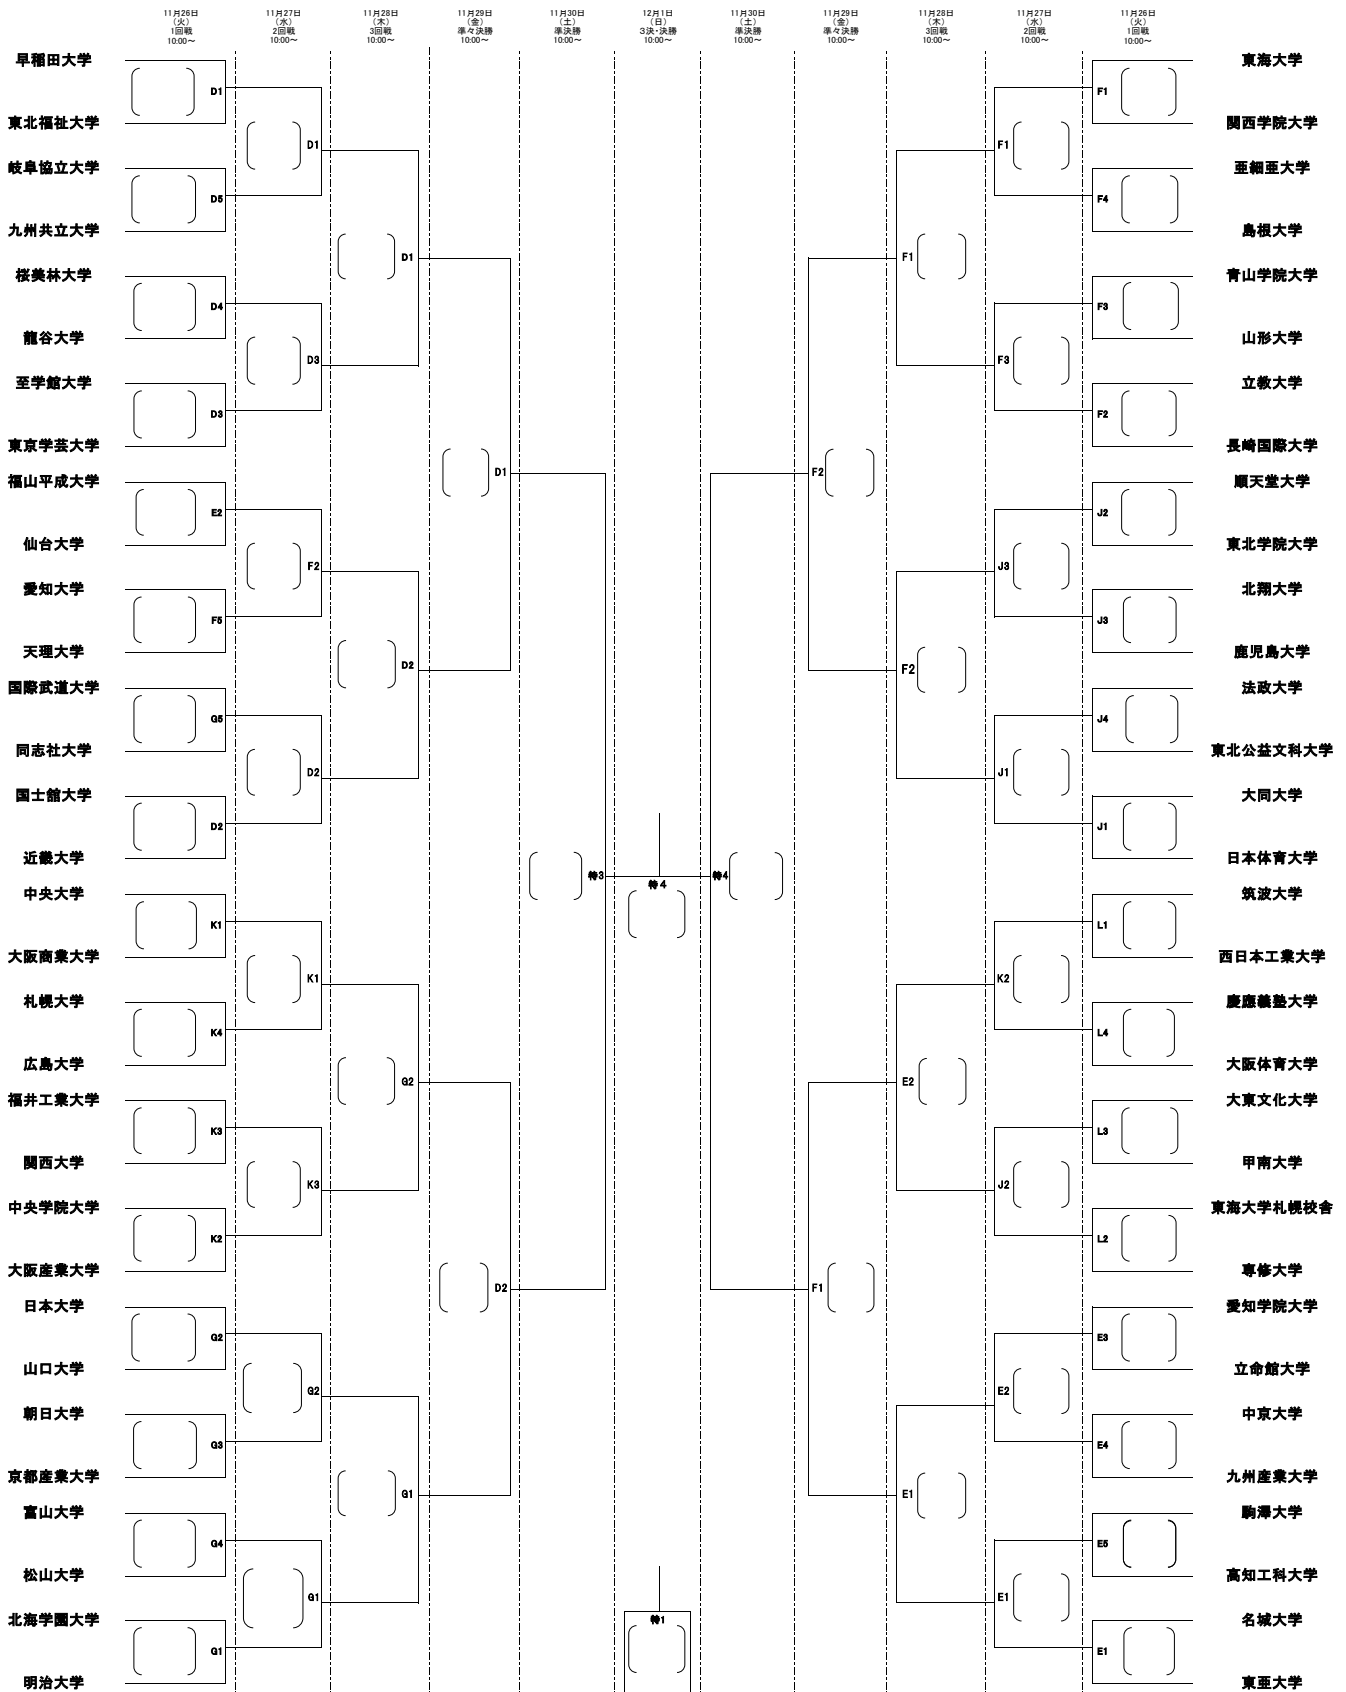 11月26日
（火）
1回戦
10:00～
11月27日
（水）
2回戦
10:00～
11月28日
（木）
3回戦
10:00～
11月29日
（金）
準々決勝
10:00～
11月30日
（土）
準決勝
10:00～
12月1日
（日）
3決・決勝
10:00～
11月30日
（土）
準決勝
10:00～
11月29日
（金）
準々決勝
10:00～
11月28日
（木）
3回戦
10:00～
11月27日
（水）
2回戦
10:00～
11月26日
（火）
1回戦
10:00～
早稲田大学
D1
東北福祉大学
D1
岐阜協立大学
D5
九州共立大学
D1
桜美林大学
D4
龍谷大学
D3
至学館大学
D3
東京学芸大学
D1
福山平成大学
E2
仙台大学
F2
愛知大学
F5
天理大学
D2
国際武道大学
G5
同志社大学
D2
国士舘大学
D2
近畿大学
特3
中央大学
K1
大阪商業大学
K1
札幌大学
K4
広島大学
G2
福井工業大学
K3
関西大学
K3
中央学院大学
K2
大阪産業大学
D2
日本大学
G2
山口大学
G2
朝日大学
G3
京都産業大学
G1
富山大学
G4
松山大学
G1
北海学園大学
G1
明治大学
特4
特1
東海大学
F1
関西学院大学
F1
亜細亜大学
F4
島根大学
F1
青山学院大学
F3
山形大学
F3
立教大学
F2
長崎国際大学
F2
順天堂大学
J2
東北学院大学
J3
北翔大学
J3
鹿児島大学
F2
法政大学
J4
東北公益文科大学
J1
大同大学
J1
日本体育大学
特4
筑波大学
L1
西日本工業大学
K2
慶應義塾大学
L4
大阪体育大学
E2
大東文化大学
L3
甲南大学
J2
東海大学札幌校舎
L2
専修大学
F1
愛知学院大学
E3
立命館大学
E2
中京大学
E4
九州産業大学
E1
駒澤大学
E5
高知工科大学
E1
名城大学
E1
東亜大学